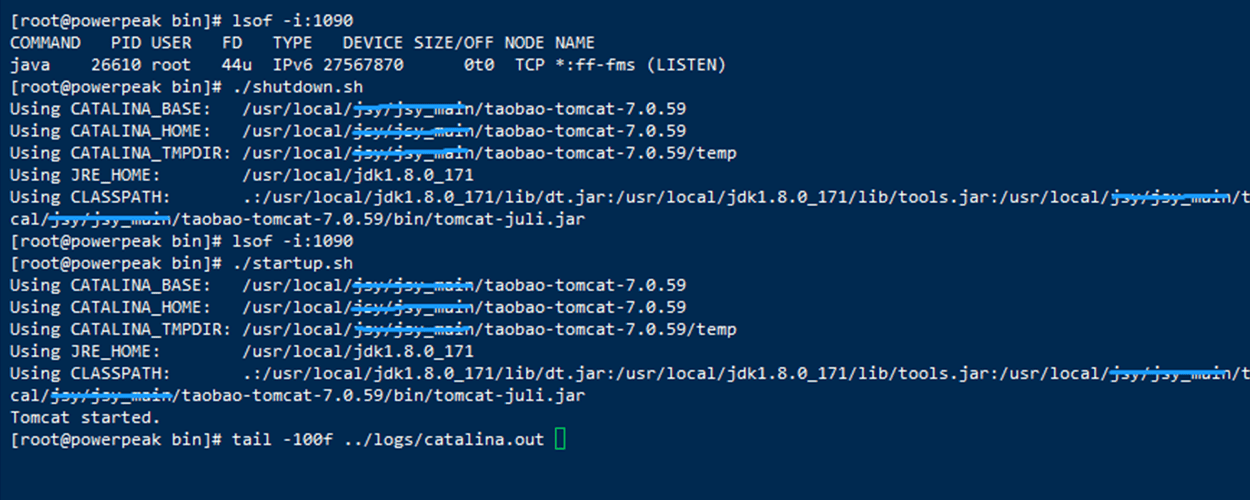 [root@powerpeak bin]# lsof -i:1090
COMMAND   PID USER   FD   TYPE   DEVICE SIZE/OFF NODE NAME
java    26610 root   44u  IPv6 27567870      0t0  TCP *:ff-fms (LISTEN)
[root@powerpeak bin]# ./shutdown.sh
Using CATALINA_BASE:   /usr/local/jsy/jsy_main/taobao-tomcat-7.0.59
Using CATALINA_HOME:   /usr/local/jsy/jsy_main/taobao-tomcat-7.0.59
Using CATALINA_TMPDIR: /usr/local/jsy/jsy_main/taobao-tomcat-7.0.59/temp
Using JRE_HOME:        /usr/local/jdk1.8.0_171
Using CLASSPATH:       .:/usr/local/jdk1.8.0_171/lib/dt.jar:/usr/local/jdk1.8.0_171/lib/tools.jar:/usr/local/jsy/jsy_main/t
cal/jsy/jsy_main/taobao-tomcat-7.0.59/bin/tomcat-juli.jar
[root@powerpeak bin]# lsof -i:1090
[root@powerpeak bin]# ./startup.sh
Using CATALINA_BASE:   /usr/local/jsy/jsy_main/taobao-tomcat-7.0.59
Using CATALINA_HOME:   /usr/local/jsy/jsy_main/taobao-tomcat-7.0.59
Using CATALINA_TMPDIR: /usr/local/jsy/jsy_main/taobao-tomcat-7.0.59/temp
Using JRE_HOME:        /usr/local/jdk1.8.0_171
Using CLASSPATH:       .:/usr/local/jdk1.8.0_171/lib/dt.jar:/usr/local/jdk1.8.0_171/lib/tools.jar:/usr/local/jsy/jsy_main/t
cal/jsy/jsy_main/taobao-tomcat-7.0.59/bin/tomcat-juli.jar
Tomcat started.
[root@powerpeak bin]# tail -100f ../logs/catalina.out